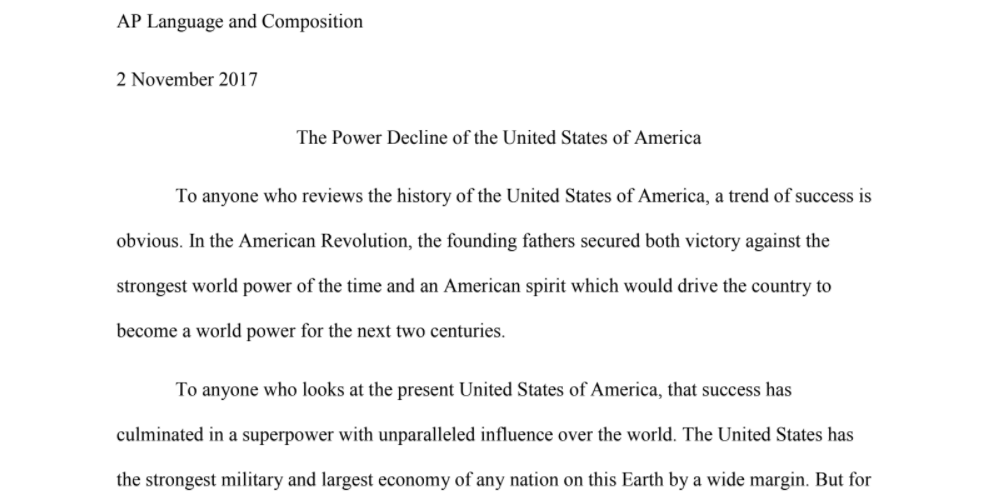 AP Language and Composition
2 November 2017
The Power Decline of the United States of America
To anyone who reviews the history of the United States of America, a trend of success is
obvious. In the American Revolution, the founding fathers secured both victory against the
strongest world power of the time and an American spirit which would drive the country to
become a world power for the next two centuries.
To anyone who looks at the present United States of America, that success has
culminated in a superpower with unparalleled influence over the world. The United States has
the strongest military and largest economy of any nation on this Earth by a wide margin. But for